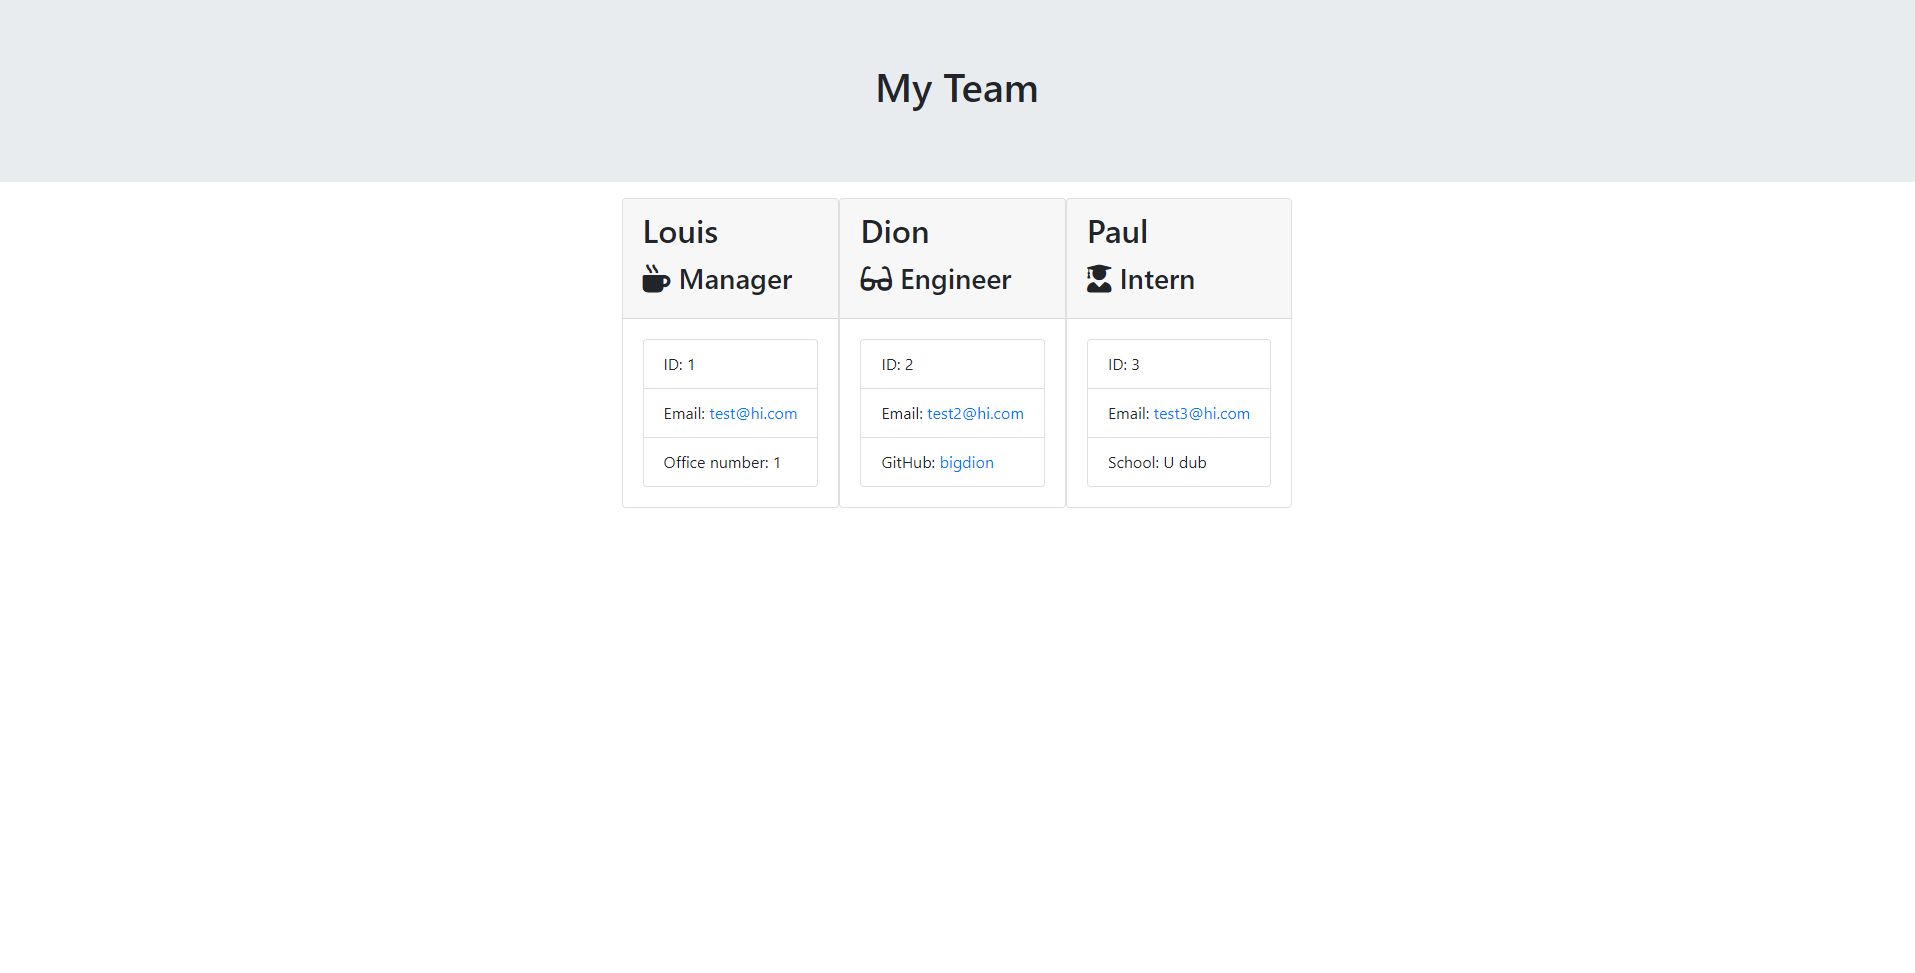 My Team
Louis
Manager
ID: 1
Email: test@hi.com
Office number: 1
Dion
Engineer
ID: 2
Email: test2@hi.com
GitHub: bigdion
Paul
Intern
ID: 3
Email: test3@hi.com
School: U dub